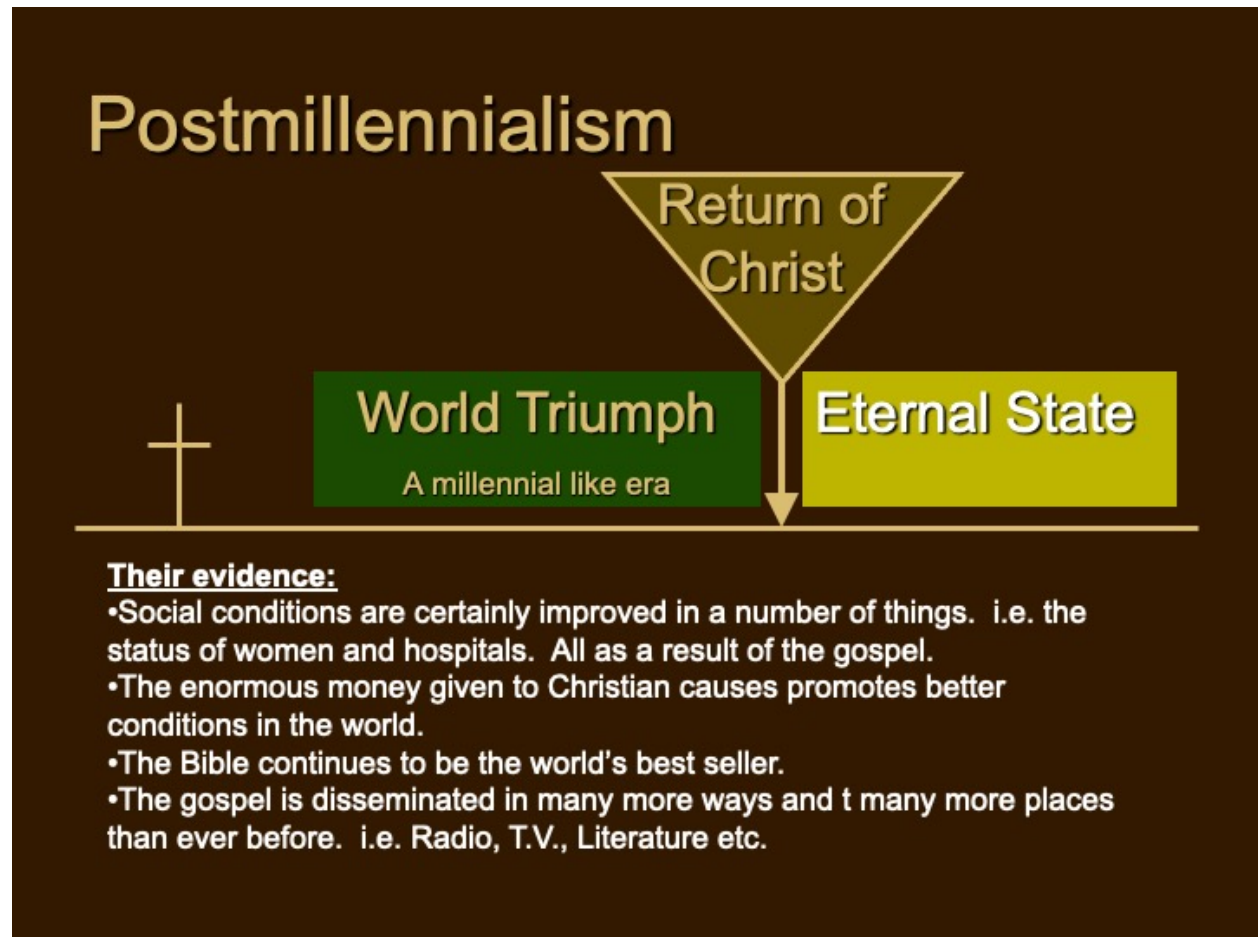 Postmillennialism
Return of
Christ
World Triumph
A millennial like era
Eternal State
Their evidence:
•Social conditions are certainly improved in a number of things.  i.e. the
status of women and hospitals.  All as a result of the gospel.
•The enormous money given to Christian causes promotes better
conditions in the world.
•The Bible continues to be the world’s best seller.
•The gospel is disseminated in many more ways and t many more places
than ever before.  i.e. Radio, T.V., Literature etc.